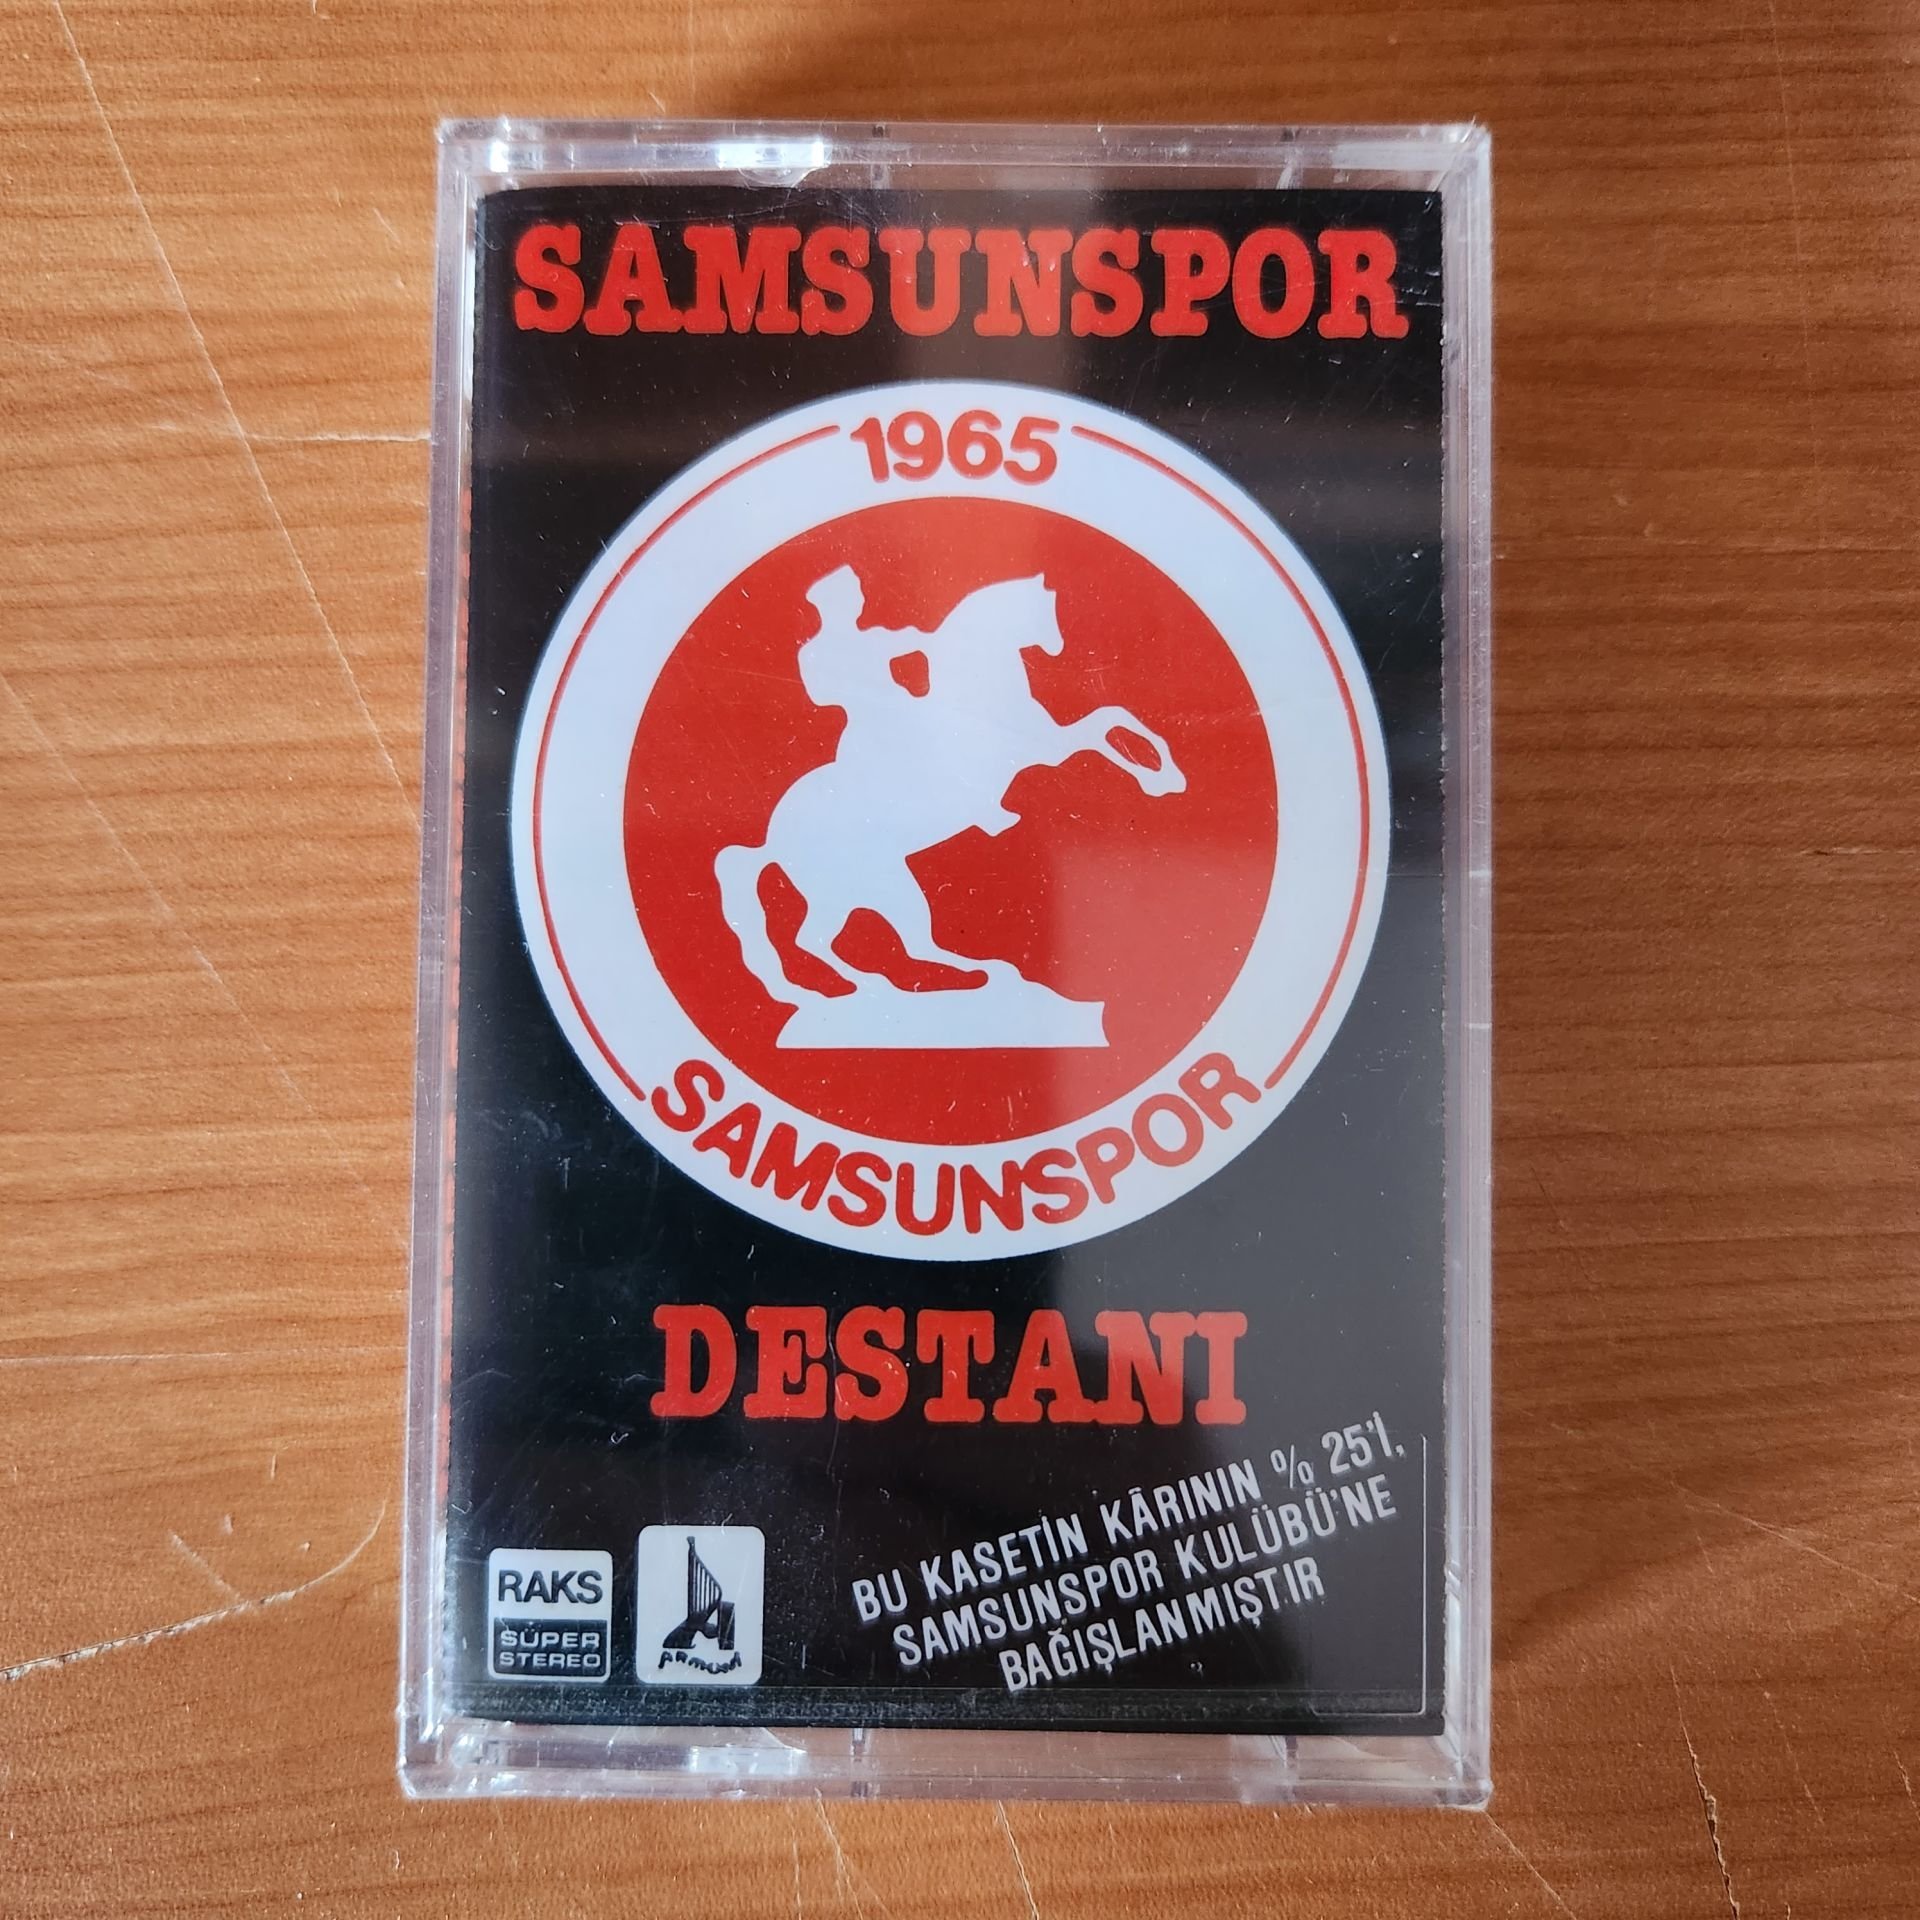 SAMSUNSPOR
1965
SAMSUNSPOR
DESTANI
BU KASETİN KÂRININ % 25'İ,
SAMSUNSPOR KULÜBÜ'NE
BAĞIŞLANMIŞTIR
RAKS
SÜPER
STEREO